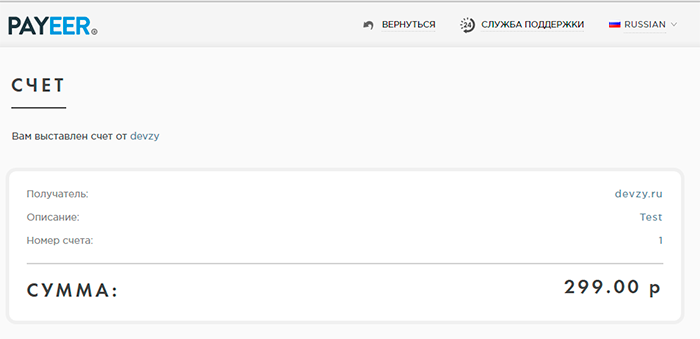 PAYEER® ВЕРНУТЬСЯ 24 СЛУЖБА ПОДДЕРЖКИ RUSSIAN
СЧЕТ
Вам выставлен счет от devzy
Получатель: devzy.ru
Описание: Test
Номер счета: 1
СУММА: 299.00 р